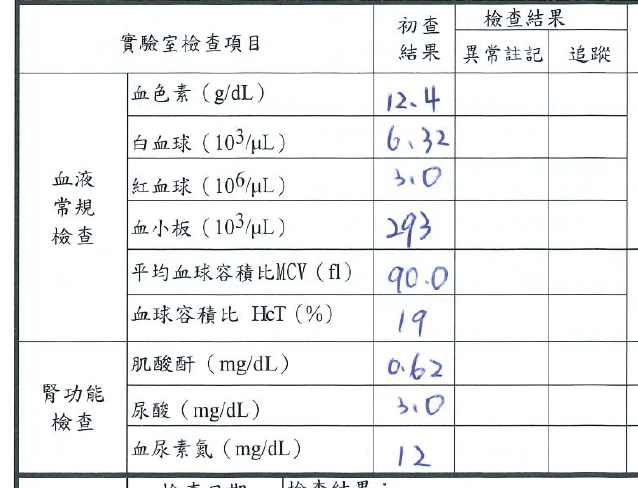 實驗室檢查項目 初查結果 檢查結果
異常註記 追蹤
血液常規檢查
血色素（g/dL） 12.4
白血球（10³/μL） 6.32
紅血球（10⁶/μL） 3.0
血小板（10³/μL） 293
平均血球容積比MCV（fl） 90.0
血球容積比 HcT（%） 19
腎功能檢查
肌酸酐（mg/dL） 0.62
尿酸（mg/dL） 3.0
血尿素氮（mg/dL） 12
檢查日期 檢查結果：